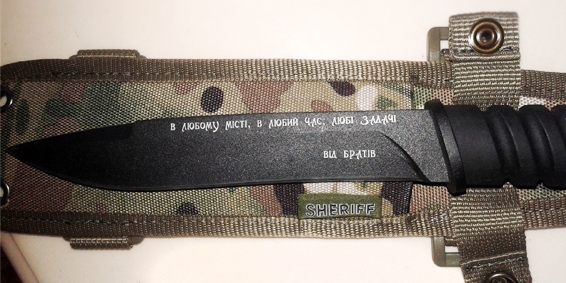 В ЛЮБОМУ МІСТІ, В ЛЮБИЙ ЧАС, ЛЮБІ ЗАДАЧІ
ВІД БРАТІВ
SHERIFF